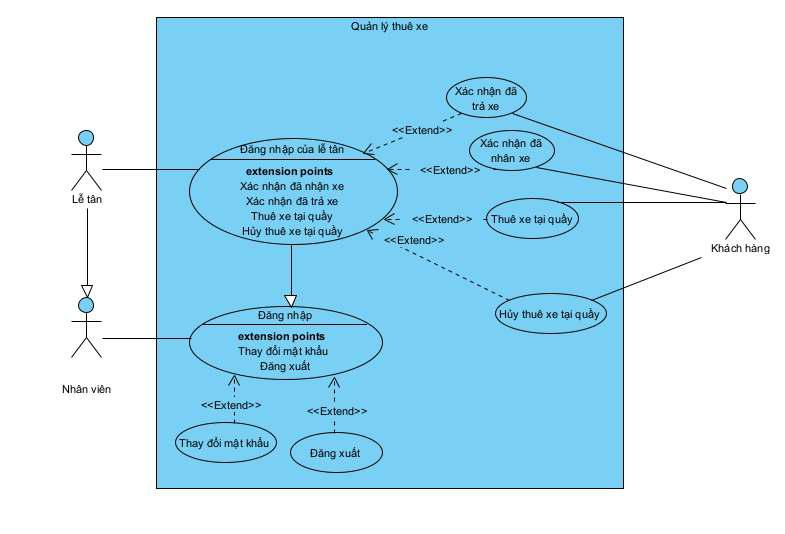 Quản lý thuê xe
Xác nhận đã
trả xe
<<Extend>>
Xác nhận đã
nhân xe
Đăng nhập của lễ tân
extension points
Xác nhận đã nhận xe
Xác nhận đã trả xe
Thuê xe tại quầy
Hủy thuê xe tại quầy
<<Extend>>
Lễ tân
<<Extend>>
Thuê xe tại quầy
<<Extend>>
Khách hàng
Hủy thuê xe tại quầy
Đăng nhập
extension points
Thay đổi mật khẩu
Đăng xuất
Nhân viên
<<Extend>>
<<Extend>>
Thay đổi mật khẩu
Đăng xuất